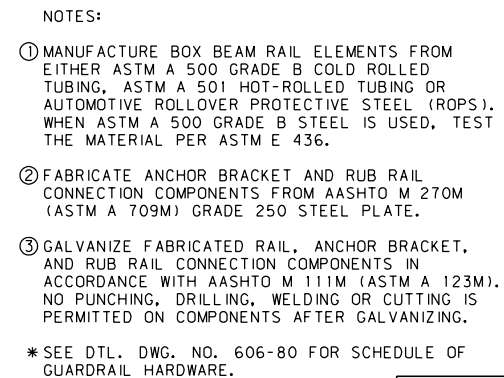 NOTES:
① MANUFACTURE BOX BEAM RAIL ELEMENTS FROM
EITHER ASTM A 500 GRADE B COLD ROLLED
TUBING, ASTM A 501 HOT-ROLLED TUBING OR
AUTOMOTIVE ROLLOVER PROTECTIVE STEEL (ROPS).
WHEN ASTM A 500 GRADE B STEEL IS USED, TEST
THE MATERIAL PER ASTM E 436.
② FABRICATE ANCHOR BRACKET AND RUB RAIL
CONNECTION COMPONENTS FROM AASHTO M 270M
(ASTM A 709M) GRADE 250 STEEL PLATE.
③ GALVANIZE FABRICATED RAIL, ANCHOR BRACKET,
AND RUB RAIL CONNECTION COMPONENTS IN
ACCORDANCE WITH AASHTO M 111M (ASTM A 123M).
NO PUNCHING, DRILLING, WELDING OR CUTTING IS
PERMITTED ON COMPONENTS AFTER GALVANIZING.
* SEE DTL. DWG. NO. 606-80 FOR SCHEDULE OF
GUARDRAIL HARDWARE.